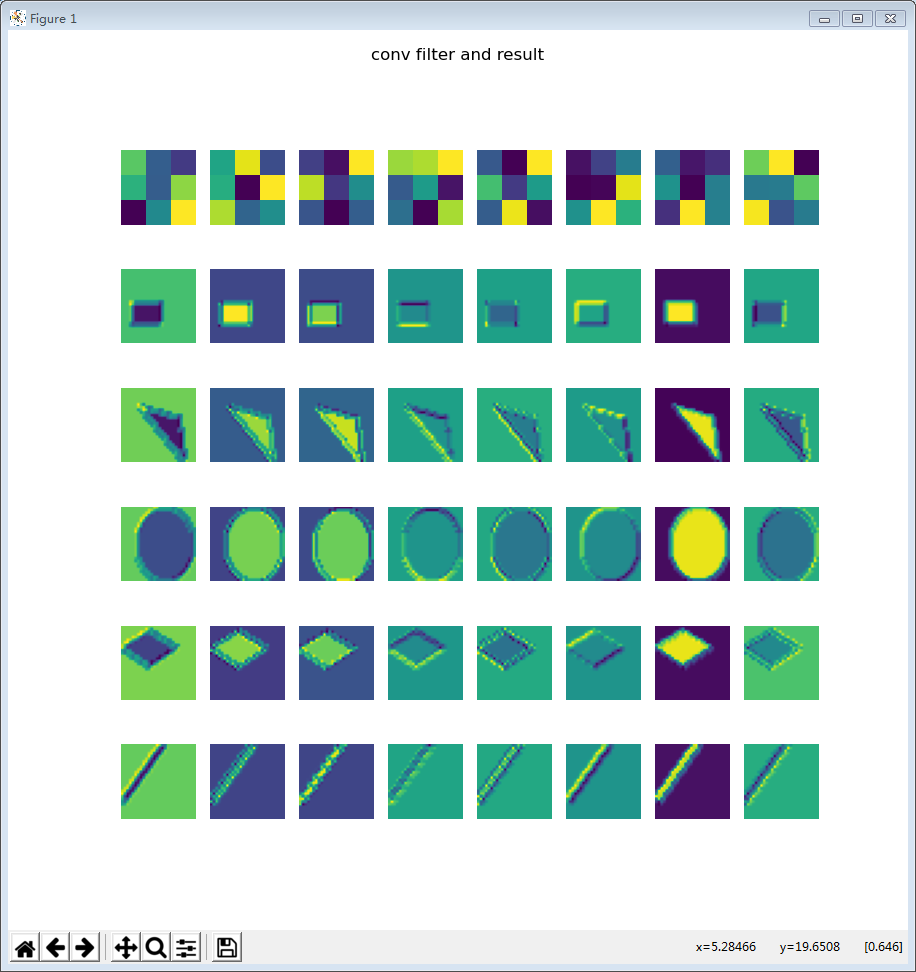 Figure 1
conv filter and result
x=5.28466 y=19.6508 [0.646]